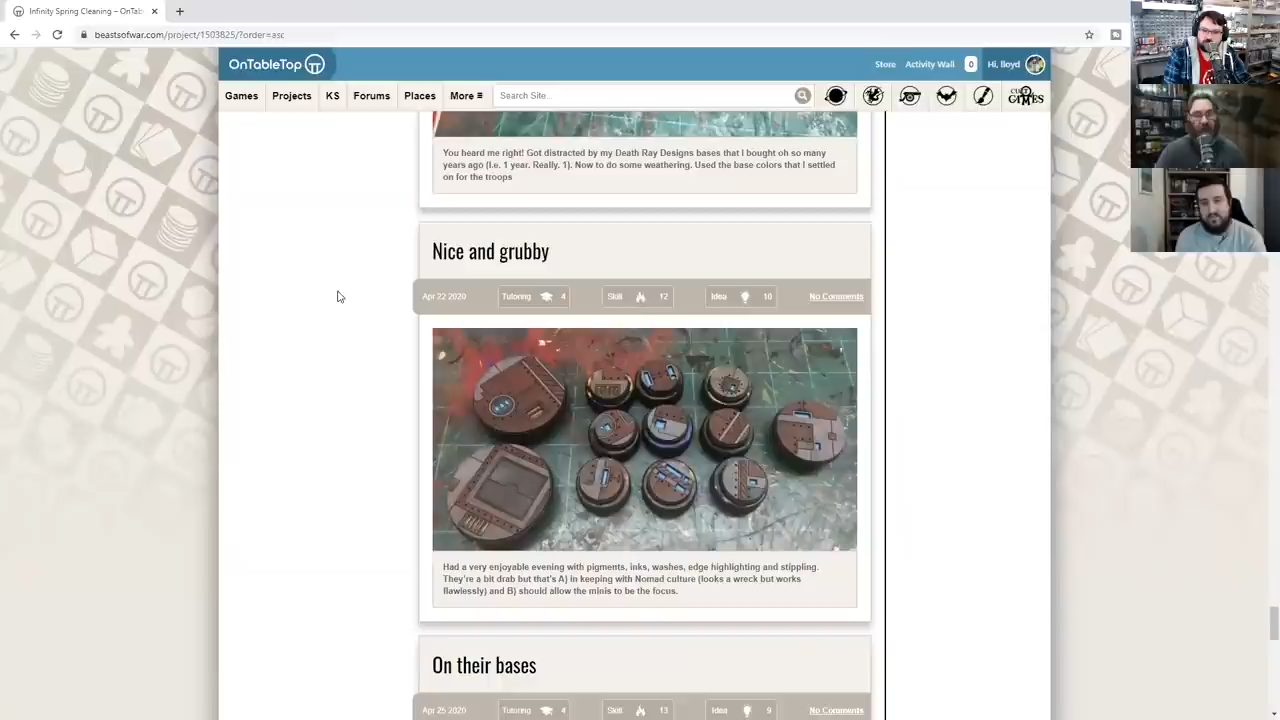 Infinity Spring Cleaning – OnTab
beastsofwar.com/project/1503825/?order=asc
OnTableTop
Store
Activity Wall
0
Hi, lloyd
Games
Projects
KS
Forums
Places
More
Search Site...
GAMES
You heard me right! Got distracted by my Death Ray Designs bases that I bought oh so many
years ago (I.e. 1 year. Really. 1). Now to do some weathering. Used the base colors that I settled
on for the troops
Nice and grubby
Apr 22 2020
Tutoring 4
Skill 12
Idea 10
No Comments
Had a very enjoyable evening with pigments, inks, washes, edge highlighting and stippling.
They're a bit drab but that's A) in keeping with Nomad culture (looks a wreck but works
flawlessly) and B) should allow the minis to be the focus.
On their bases
Apr 25 2020
Tutoring 4
Skill 13
Idea 9
No Comments